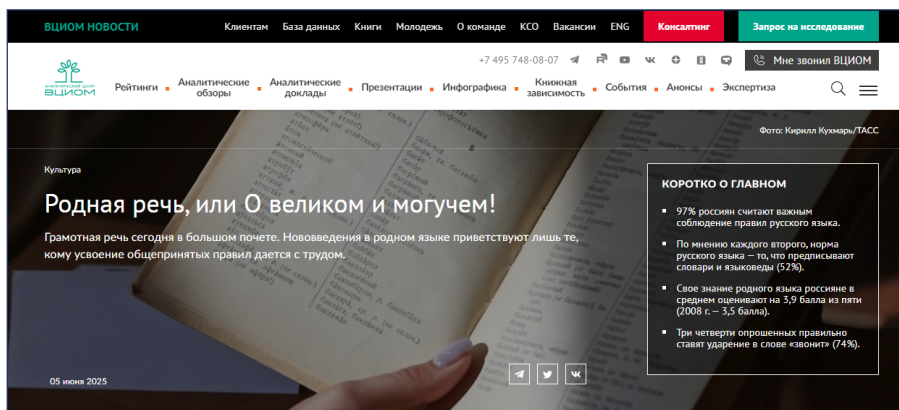 ВЦИОМ НОВОСТИ
Клиентам База данных Книги Молодежь О команде КСО Вакансии ENG Консалтинг Запрос на исследование
+7 495 748-08-07 Мне звонил ВЦИОМ
АНАЛИТИЧЕСКИЙ ЦЕНТР
ВЦИОМ
Рейтинги Аналитические обзоры Аналитические доклады Презентации Инфографика Книжная зависимость События Анонсы Экспертиза
Фото: Кирилл Кухмарь/ТАСС
Культура
Родная речь, или О великом и могучем!
Грамотная речь сегодня в большом почете. Нововведения в родном языке приветствуют лишь те,
кому усвоение общепринятых правил дается с трудом.
КОРОТКО О ГЛАВНОМ
97% россиян считают важным
соблюдение правил русского языка.
По мнению каждого второго, норма
русского языка — то, что предписывают
словари и языковеды (52%).
Свое знание родного языка россияне в
среднем оценивают на 3,9 балла из пяти
(2008 г. — 3,5 балла).
Три четверти опрошенных правильно
ставят ударение в слове «звонит» (74%).
05 июня 2025